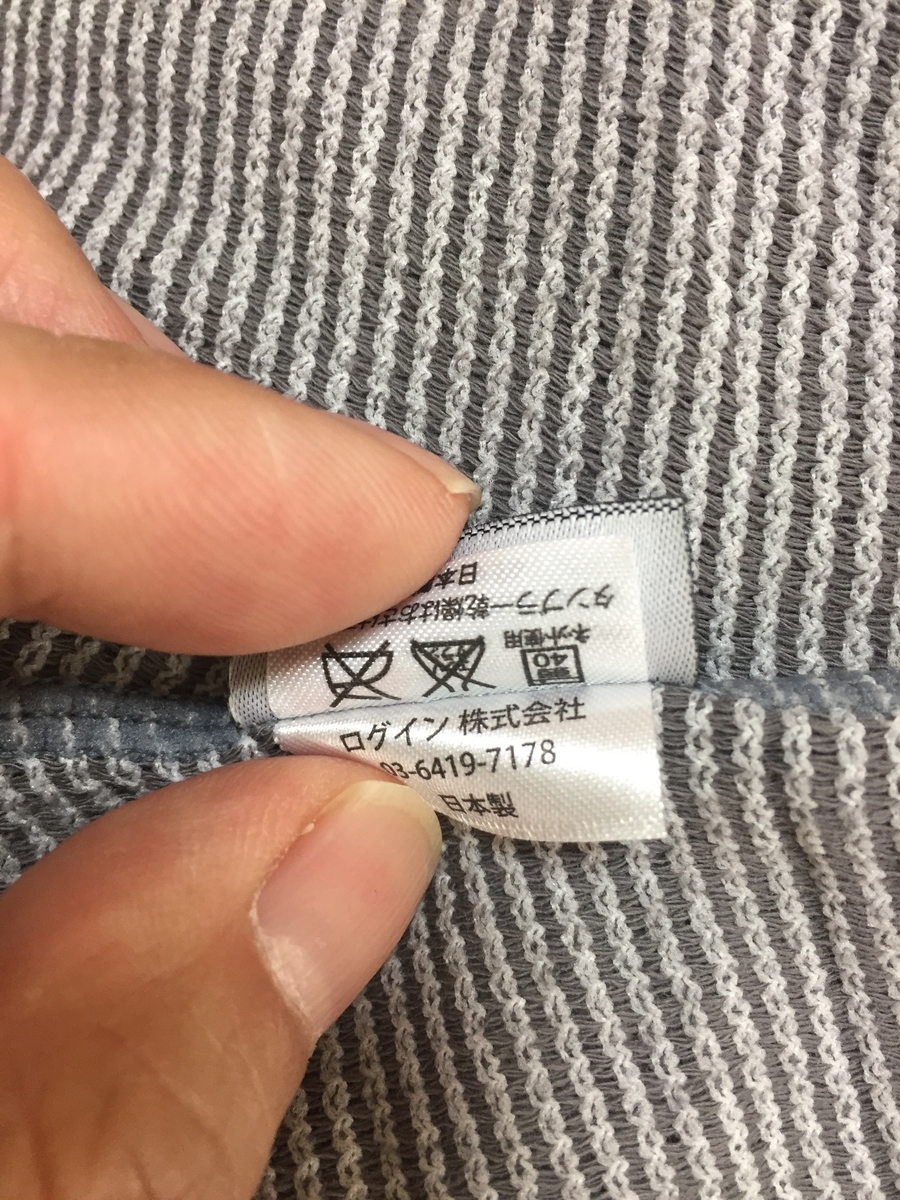 ログイン 株式会社
03-6419-7178
日本製
40
ネット使用
タンブラー乾燥はお
日本